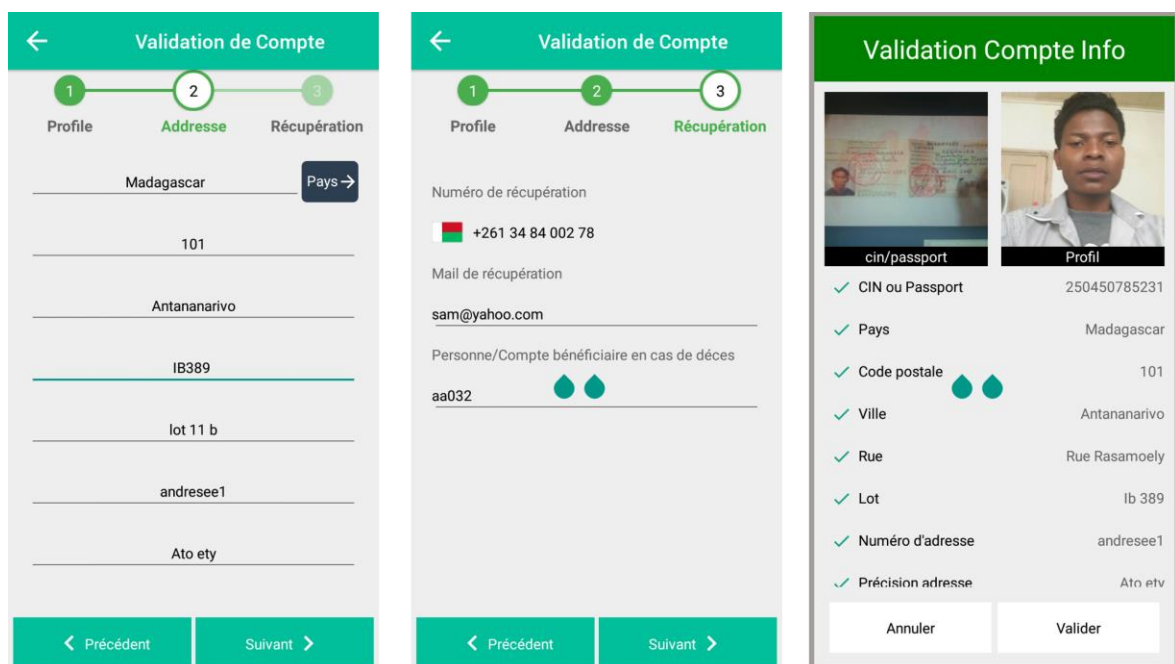 Validation de Compte
1
2
3
Profile
Addresse
Récupération
Madagascar
Pays →
101
Antananarivo
IB389
lot 11 b
andresee1
Ato ety
Précédent
Suivant
Validation de Compte
1
2
3
Profile
Addresse
Récupération
Numéro de récupération
+261 34 84 002 78
Mail de récupération
sam@yahoo.com
Personne/Compte bénéficiaire en cas de déces
aa032
Précédent
Suivant
Validation Compte Info
cin/passport
Profil
CIN ou Passport 250450785231
Pays Madagascar
Code postale 101
Ville Antananarivo
Rue Rue Rasamoely
Lot Ib 389
Numéro d'adresse andresee1
Précision adresse Ato ety
Annuler
Valider